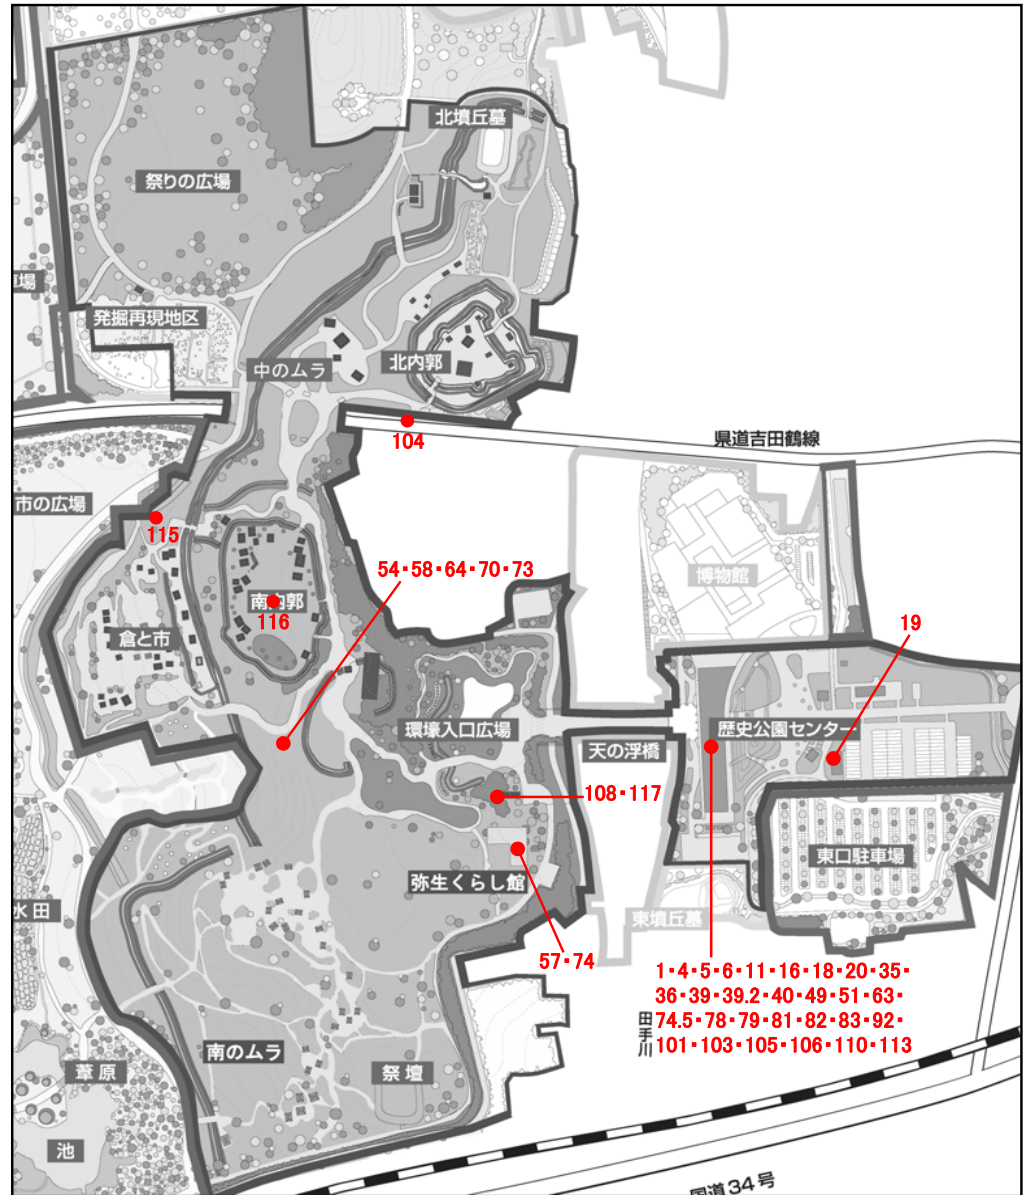 北墳丘墓
祭りの広場
車場
発掘再現地区
中のムラ
北内郭
104
県道吉田鶴線
市の広場
115
54・58・64・70・73
博物館
南内郭
116
19
倉と市
環壕入口広場
歴史公園センター
天の浮橋
108・117
東口駐車場
弥生くらし館
水田
東墳丘墓
57・74
1・4・5・6・11・16・18・20・35・
36・39・39.2・40・49・51・63・
74.5・78・79・81・82・83・92・
101・103・105・106・110・113
田手川
南のムラ
葦原
祭壇
池
国道34号